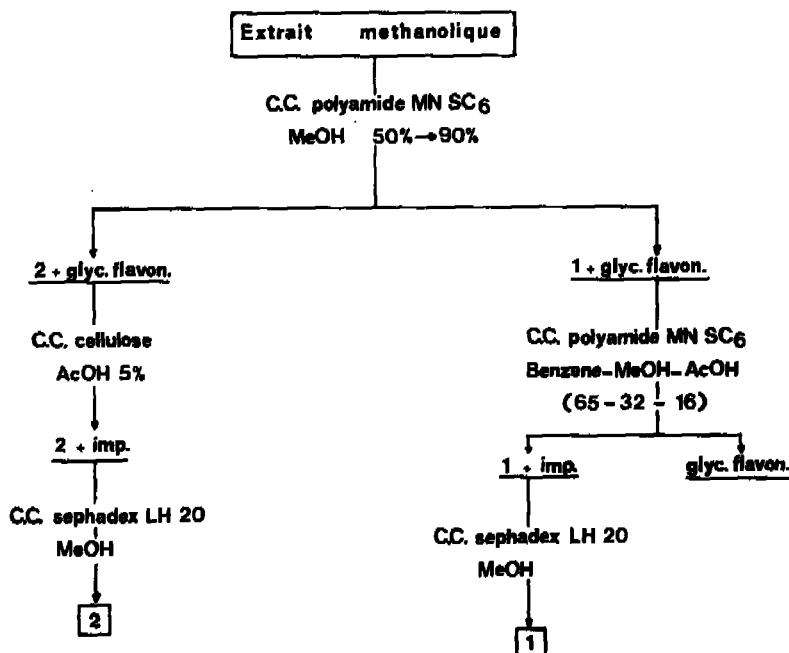 Extrait methanolique
C.C. polyamide MN SC6
MeOH 50%→90%
2 + glyc. flavon.
C.C. cellulose
AcOH 5%
2 + imp.
C.C. sephadex LH 20
MeOH
2
1 + glyc. flavon.
C.C. polyamide MN SC6
Benzene-MeOH-AcOH
(65-32-16)
1 + imp.
glyc. flavon.
C.C. sephadex LH 20
MeOH
1